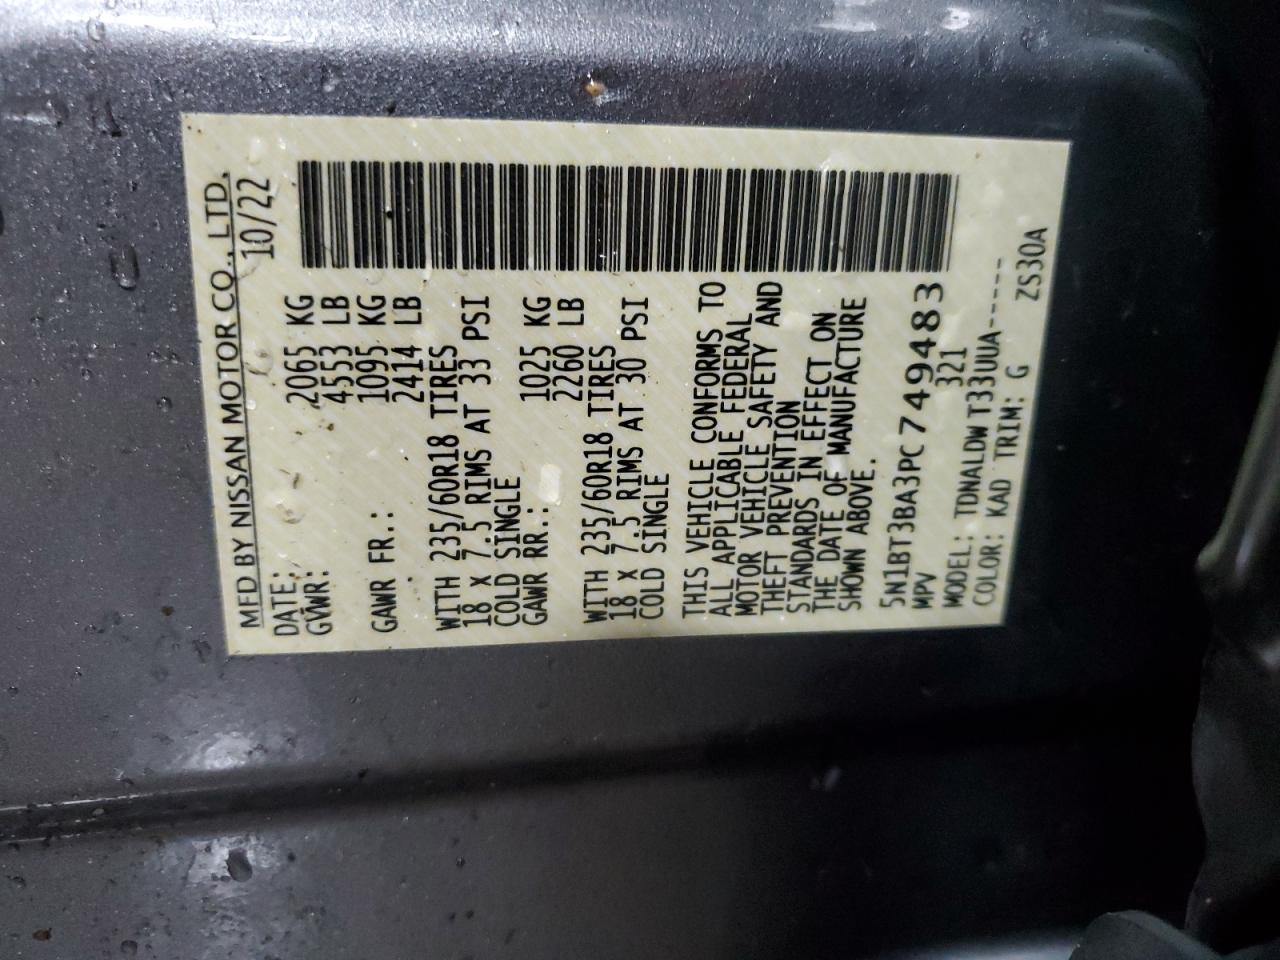 MFD BY NISSAN MOTOR CO., LTD.
DATE: 10/22
GVWR: 2065 KG
4553 LB
GAWR FR.: 1095 KG
2414 LB
WITH 235/60R18 TIRES
18 X 7.5 RIMS AT 33 PSI
COLD SINGLE
GAWR RR.: 1025 KG
2260 LB
WITH 235/60R18 TIRES
18 X 7.5 RIMS AT 30 PSI
COLD SINGLE
THIS VEHICLE CONFORMS TO
ALL APPLICABLE FEDERAL
MOTOR VEHICLE SAFETY AND
THEFT PREVENTION
STANDARDS IN EFFECT ON
THE DATE OF MANUFACTURE
SHOWN ABOVE.
5N1BT3BA3PC749483
MPV 321
MODEL: TDNALDW T33UUA-----
COLOR: KAD TRIM: G ZS30A